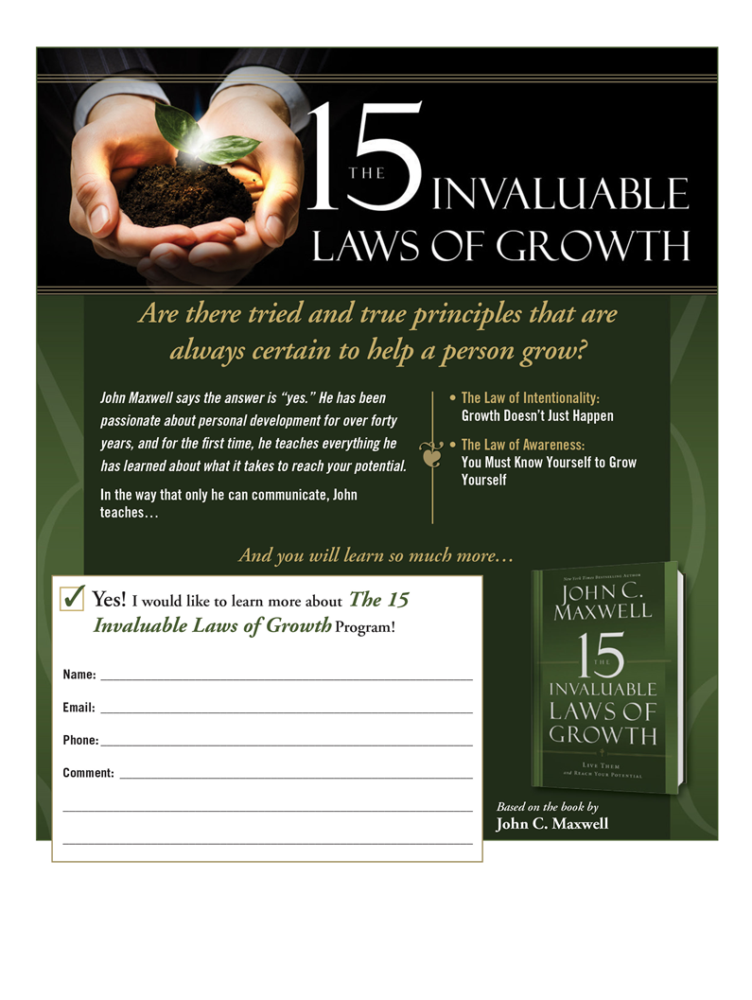 THE 15 INVALUABLE
LAWS OF GROWTH
Are there tried and true principles that are
always certain to help a person grow?
John Maxwell says the answer is “yes.” He has been
passionate about personal development for over forty
years, and for the first time, he teaches everything he
has learned about what it takes to reach your potential.
In the way that only he can communicate, John
teaches…
• The Law of Intentionality:
Growth Doesn’t Just Happen
• The Law of Awareness:
You Must Know Yourself to Grow
Yourself
And you will learn so much more…
Yes! I would like to learn more about The 15
Invaluable Laws of Growth Program!
Name:
Email:
Phone:
Comment:
New York Times Bestselling Author
JOHN C.
MAXWELL
THE 15
INVALUABLE
LAWS OF
GROWTH
LIVE THEM
and REACH YOUR POTENTIAL
Based on the book by
John C. Maxwell